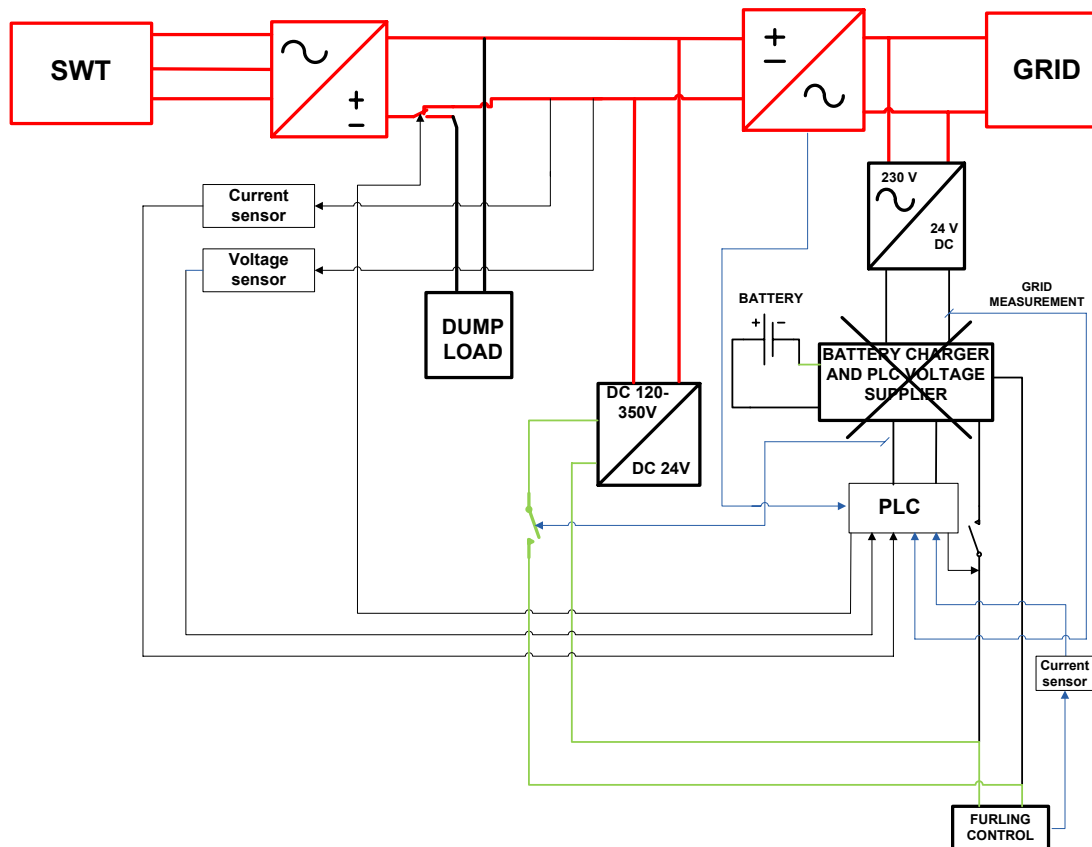 SWT
+
−
+
−
GRID
230 V
24 V
DC
Current
sensor
Voltage
sensor
GRID
MEASUREMENT
BATTERY
+ −
DUMP
LOAD
BATTERY CHARGER
AND PLC VOLTAGE
SUPPLIER
DC 120-
350V
DC 24V
PLC
Current
sensor
FURLING
CONTROL